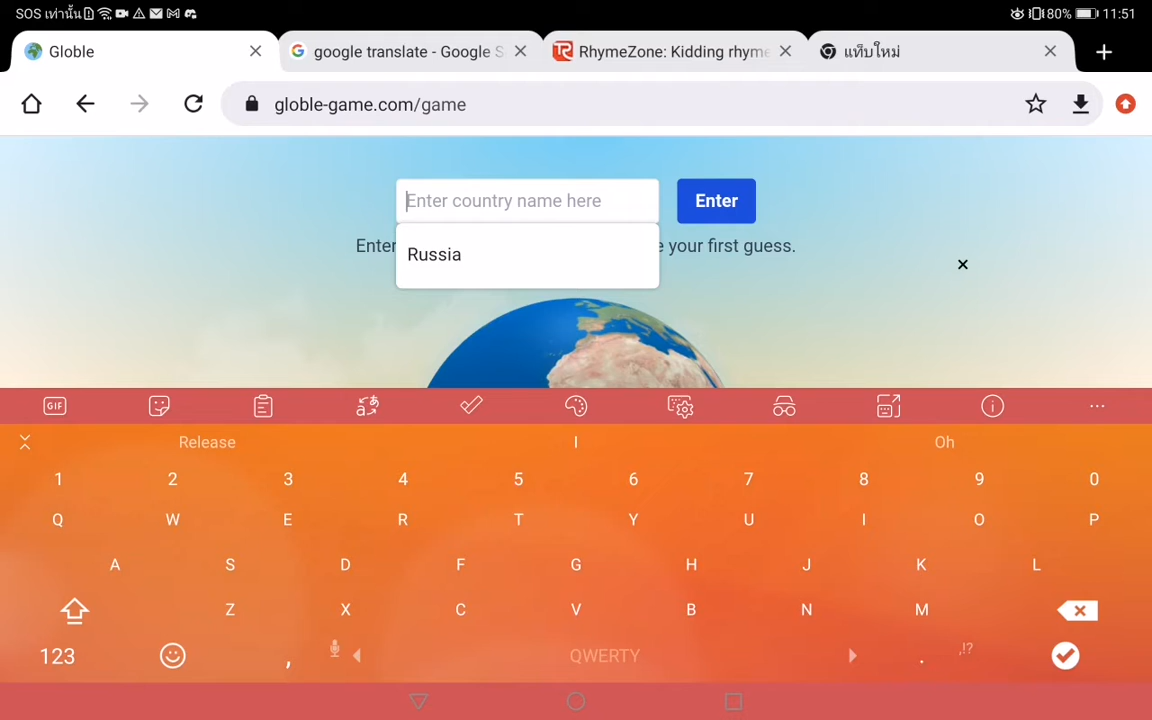 SOS เท่านั้น 80% 11:51
Globle
google translate - Google S
RhymeZone: Kidding rhyme
แท็บใหม่
globle-game.com/game
Enter country name here
Enter
Enter
e your first guess.
Russia
GIF
Release I Oh
1 2 3 4 5 6 7 8 9 0
Q W E R T Y U I O P
A S D F G H J K L
Z X C V B N M
123 , QWERTY . ,!?